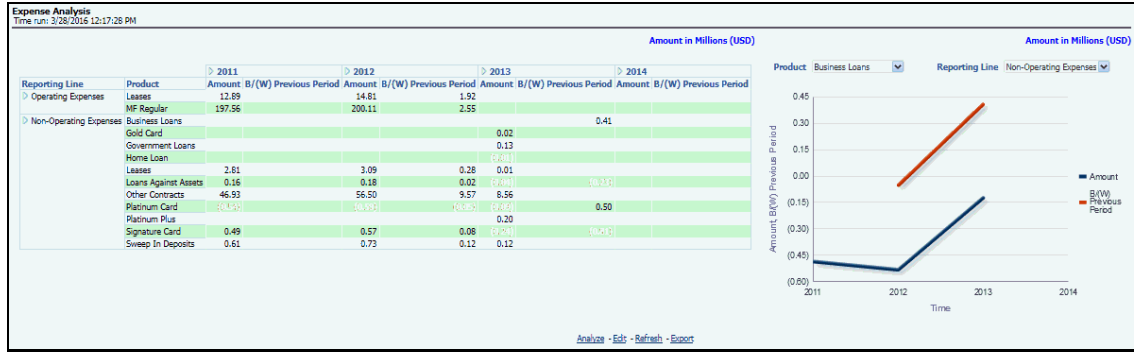 Expense Analysis
Time run: 3/28/2016 12:17:28 PM
Amount in Millions (USD)
2011 2012 2013 2014
Reporting Line Product Amount B/(W) Previous Period Amount B/(W) Previous Period Amount B/(W) Previous Period Amount B/(W) Previous Period
Operating Expenses Leases 12.89 14.81 1.92
MF Regular 197.56 200.11 2.55
Non-Operating Expenses Business Loans 0.41
Gold Card 0.02
Government Loans 0.13
Home Loan
Leases 2.81 3.09 0.28 0.01
Loans Against Assets 0.16 0.18 0.02
Other Contracts 46.93 56.50 9.57 8.56
Platinum Card 0.50
Platinum Plus 0.20
Signature Card 0.49 0.57 0.08
Sweep In Deposits 0.61 0.73 0.12 0.12
Amount in Millions (USD)
Product Business Loans Reporting Line Non-Operating Expenses
Amount, B/(W) Previous Period
0.45
0.30
0.15
0.00
(0.15)
(0.30)
(0.45)
(0.60)
2011 2012 2013 2014
Time
Amount
B/(W)
Previous
Period
Analyze - Edit - Refresh - Export